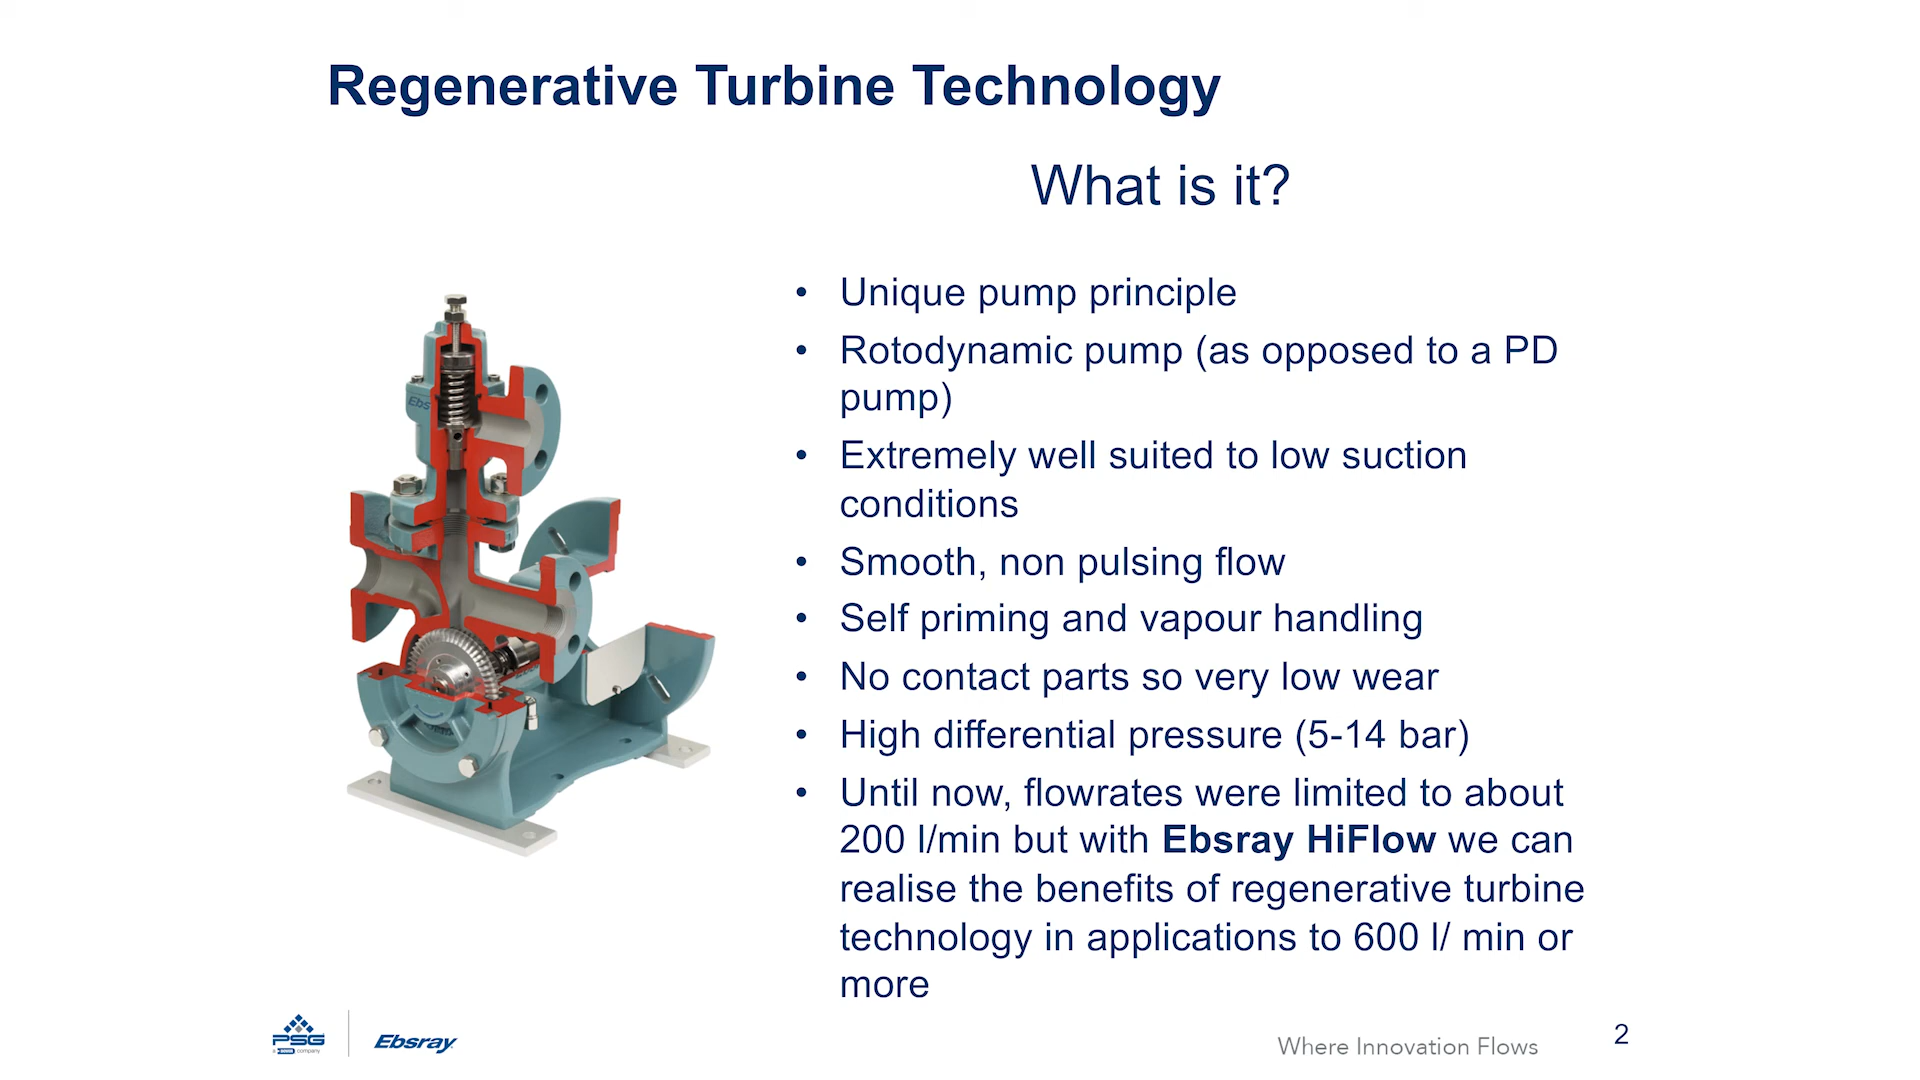 Regenerative Turbine Technology
What is it?
• Unique pump principle
• Rotodynamic pump (as opposed to a PD
pump)
• Extremely well suited to low suction
conditions
• Smooth, non pulsing flow
• Self priming and vapour handling
• No contact parts so very low wear
• High differential pressure (5-14 bar)
• Until now, flowrates were limited to about
200 l/min but with Ebsray HiFlow we can
realise the benefits of regenerative turbine
technology in applications to 600 l/ min or
more
Ebs
PSG
a DOVER company
Ebsray
Where Innovation Flows
2